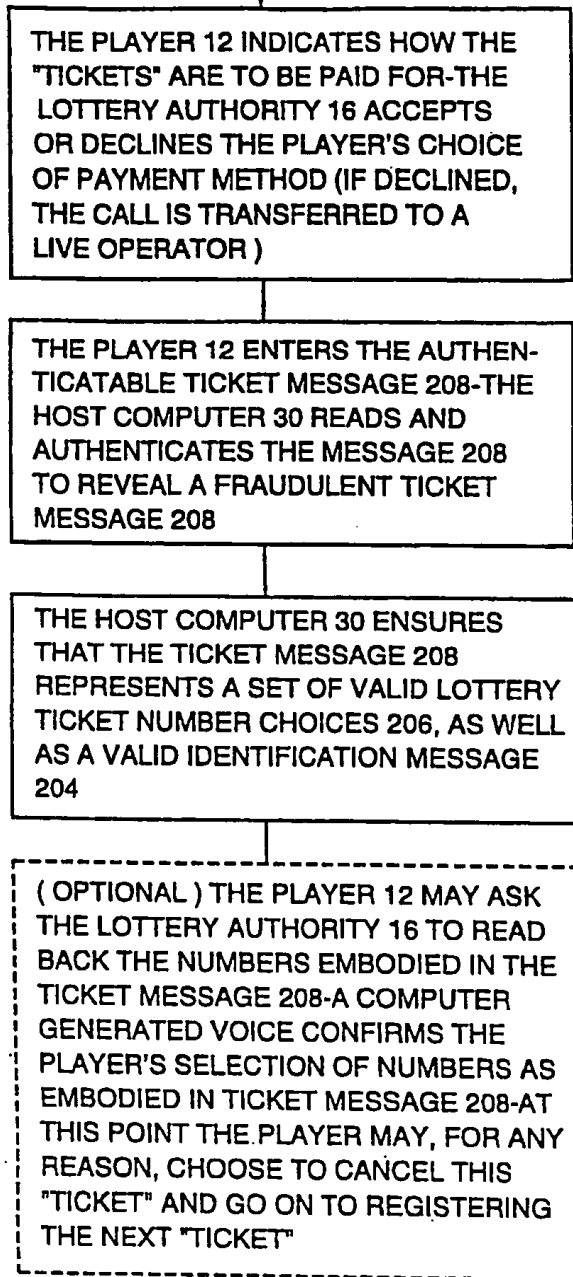 THE PLAYER 12 INDICATES HOW THE
"TICKETS" ARE TO BE PAID FOR-THE
LOTTERY AUTHORITY 16 ACCEPTS
OR DECLINES THE PLAYER'S CHOICE
OF PAYMENT METHOD (IF DECLINED,
THE CALL IS TRANSFERRED TO A
LIVE OPERATOR )
THE PLAYER 12 ENTERS THE AUTHEN-
TICATABLE TICKET MESSAGE 208-THE
HOST COMPUTER 30 READS AND
AUTHENTICATES THE MESSAGE 208
TO REVEAL A FRAUDULENT TICKET
MESSAGE 208
THE HOST COMPUTER 30 ENSURES
THAT THE TICKET MESSAGE 208
REPRESENTS A SET OF VALID LOTTERY
TICKET NUMBER CHOICES 206, AS WELL
AS A VALID IDENTIFICATION MESSAGE
204
( OPTIONAL ) THE PLAYER 12 MAY ASK
THE LOTTERY AUTHORITY 16 TO READ
BACK THE NUMBERS EMBODIED IN THE
TICKET MESSAGE 208-A COMPUTER
GENERATED VOICE CONFIRMS THE
PLAYER'S SELECTION OF NUMBERS AS
EMBODIED IN TICKET MESSAGE 208-AT
THIS POINT THE PLAYER MAY, FOR ANY
REASON, CHOOSE TO CANCEL THIS
"TICKET" AND GO ON TO REGISTERING
THE NEXT "TICKET"